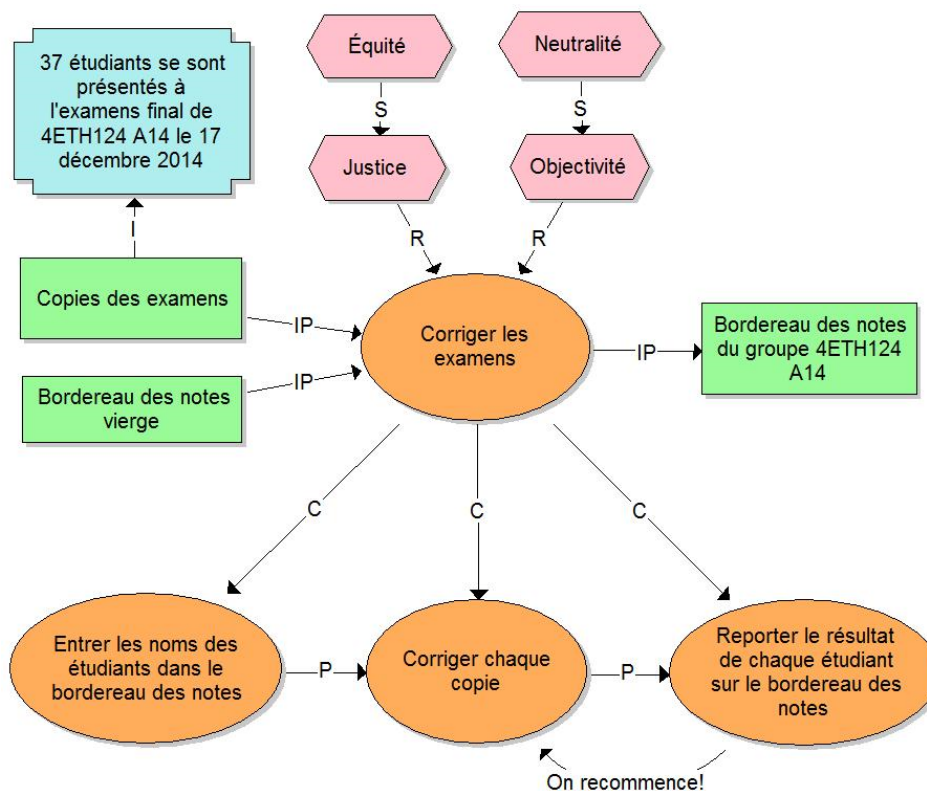 37 étudiants se sont
présentés à
l'examens final de
4ETH124 A14 le 17
décembre 2014
Équité
Neutralité
S
S
Justice
Objectivité
I
R
R
Copies des examens
IP
Corriger les
examens
IP
Bordereau des notes
du groupe 4ETH124
A14
Bordereau des notes
vierge
IP
C
C
C
Entrer les noms des
étudiants dans le
bordereau des notes
P
Corriger chaque
copie
P
Reporter le résultat
de chaque étudiant
sur le bordereau des
notes
On recommence!